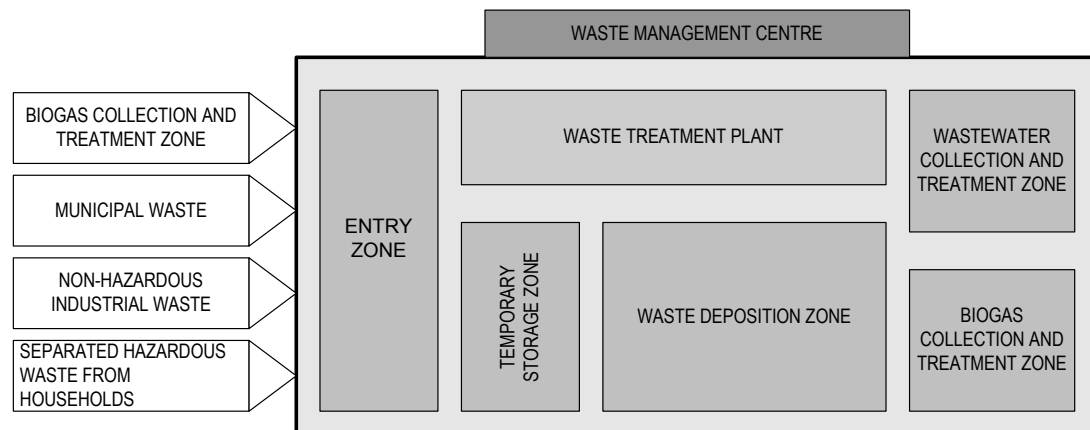 WASTE MANAGEMENT CENTRE
BIOGAS COLLECTION AND
TREATMENT ZONE
MUNICIPAL WASTE
NON-HAZARDOUS
INDUSTRIAL WASTE
SEPARATED HAZARDOUS
WASTE FROM
HOUSEHOLDS
ENTRY
ZONE
WASTE TREATMENT PLANT
TEMPORARY
STORAGE ZONE
WASTE DEPOSITION ZONE
WASTEWATER
COLLECTION AND
TREATMENT ZONE
BIOGAS
COLLECTION AND
TREATMENT ZONE